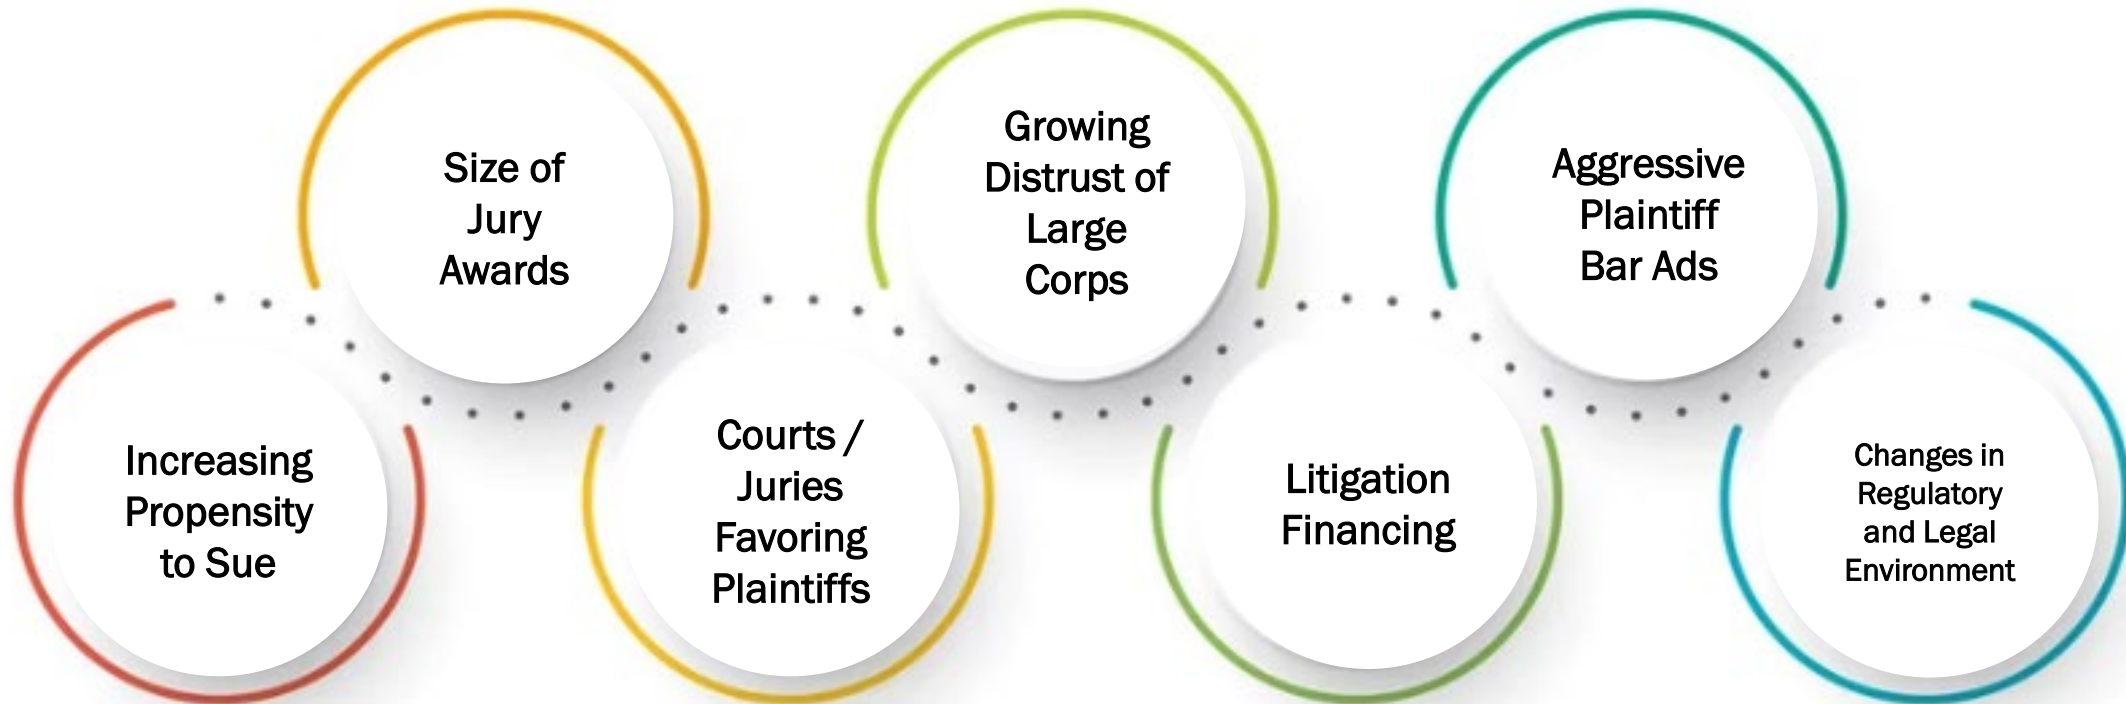 Increasing
Propensity
to Sue
Size of
Jury
Awards
Courts /
Juries
Favoring
Plaintiffs
Growing
Distrust of
Large
Corps
Litigation
Financing
Aggressive
Plaintiff
Bar Ads
Changes in
Regulatory
and Legal
Environment